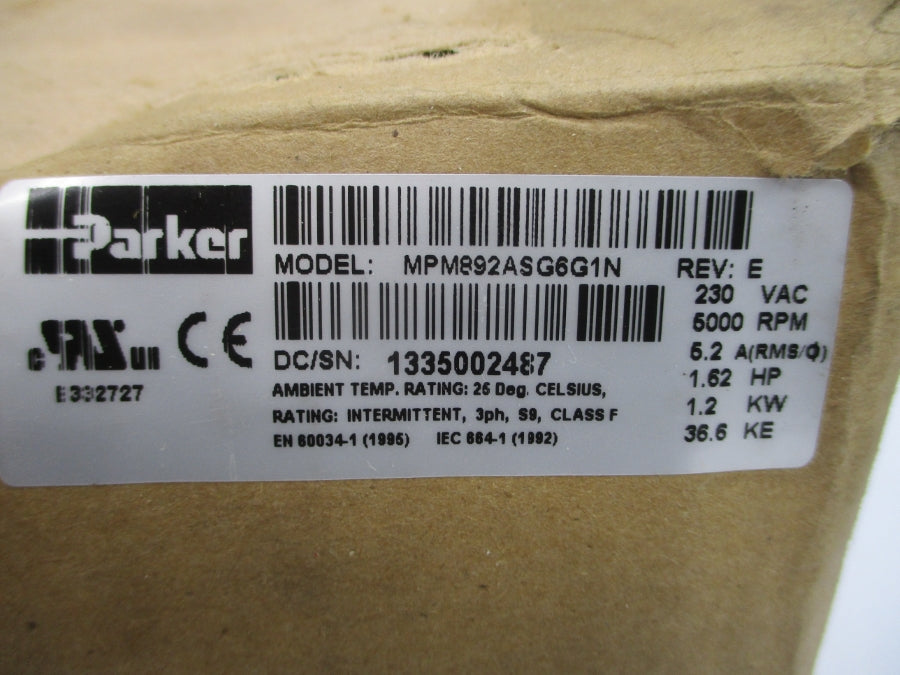 Parker
MODEL: MPM892ASG6G1N REV: E
230 VAC
5000 RPM
DC/SN: 1335002487
5.2 A(RMS/Ø)
1.62 HP
1.2 KW
36.6 KE
c us CE
E332727
AMBIENT TEMP. RATING: 25 Deg. CELSIUS,
RATING: INTERMITTENT, 3ph, S9, CLASS F
EN 60034-1 (1995) IEC 664-1 (1992)